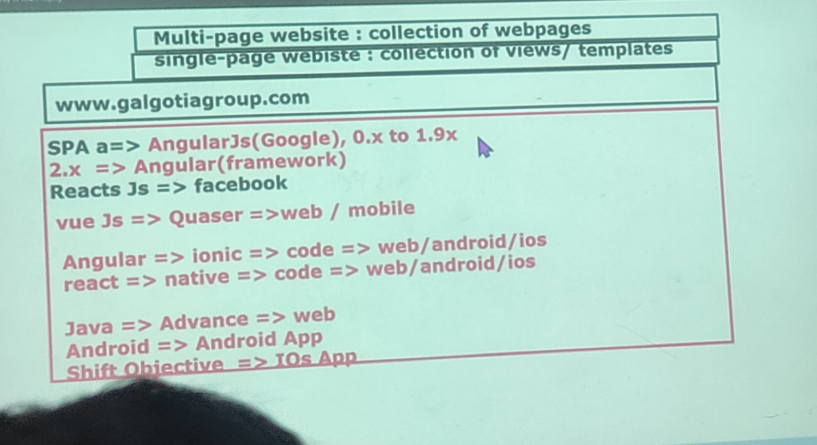 Multi-page website : collection of webpages
single-page webiste : collection of views/ templates
www.galgotiagroup.com
SPA a=> AngularJs(Google), 0.x to 1.9x
2.x => Angular(framework)
Reacts Js => facebook
vue Js => Quaser =>web / mobile
Angular => ionic => code => web/android/ios
react => native => code => web/android/ios
Java => Advance => web
Android => Android App
Shift Objective => IOs App